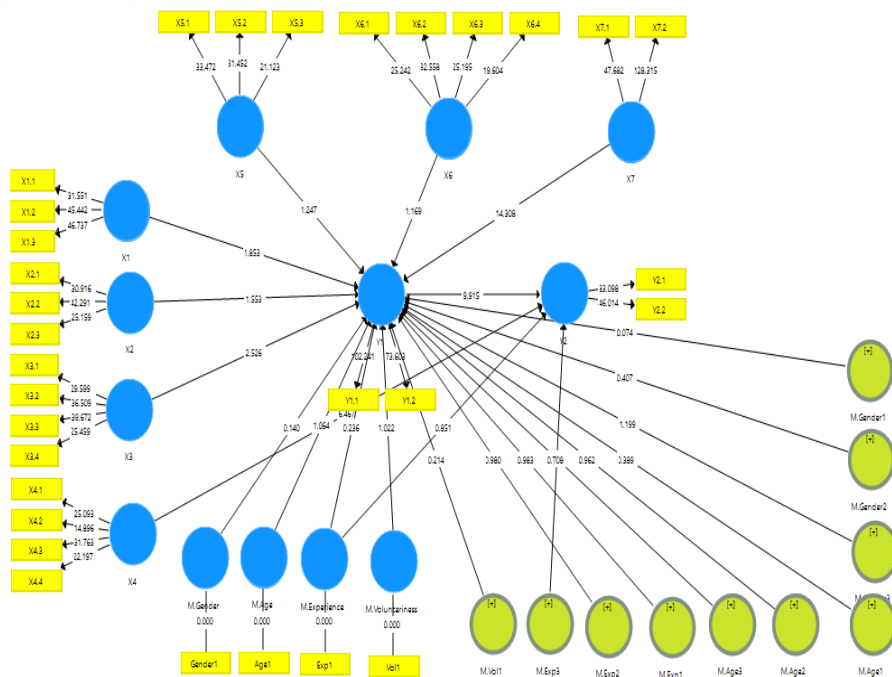 X5.1
X5.2
X5.3
X6.1
X6.2
X6.3
X6.4
X7.1
X7.2
33.472
31.452
21.123
25.242
32.558
25.195
19.604
47.682
128.315
X5
X6
X7
X1.1
X1.2
X1.3
31.551
45.442
46.737
X1
1.247
1.169
14.308
1.853
X2.1
X2.2
X2.3
30.916
42.291
25.159
X2
1.553
Y1
9.915
Y2
33.098
46.014
Y2.1
Y2.2
0.074
X3.1
X3.2
X3.3
X3.4
29.599
36.509
39.672
25.459
X3
2.526
102.241
73.603
Y1.1
Y1.2
[+]
M.Gender1
0.407
0.140
1.064
0.236
1.022
0.851
0.214
0.980
0.983
0.708
0.962
0.389
1.199
[+]
M.Gender2
X4.1
X4.2
X4.3
X4.4
25.093
14.896
31.763
22.197
X4
[+]
M.Gender
M.Age
M.Experience
M.Voluntariness
0.000
0.000
0.000
0.000
Gender1
Age1
Exp1
Vol1
[+]
[+]
[+]
[+]
[+]
[+]
[+]
M.Vol1
M.Exp3
M.Exp2
M.Exp1
M.Age3
M.Age2
M.Age1